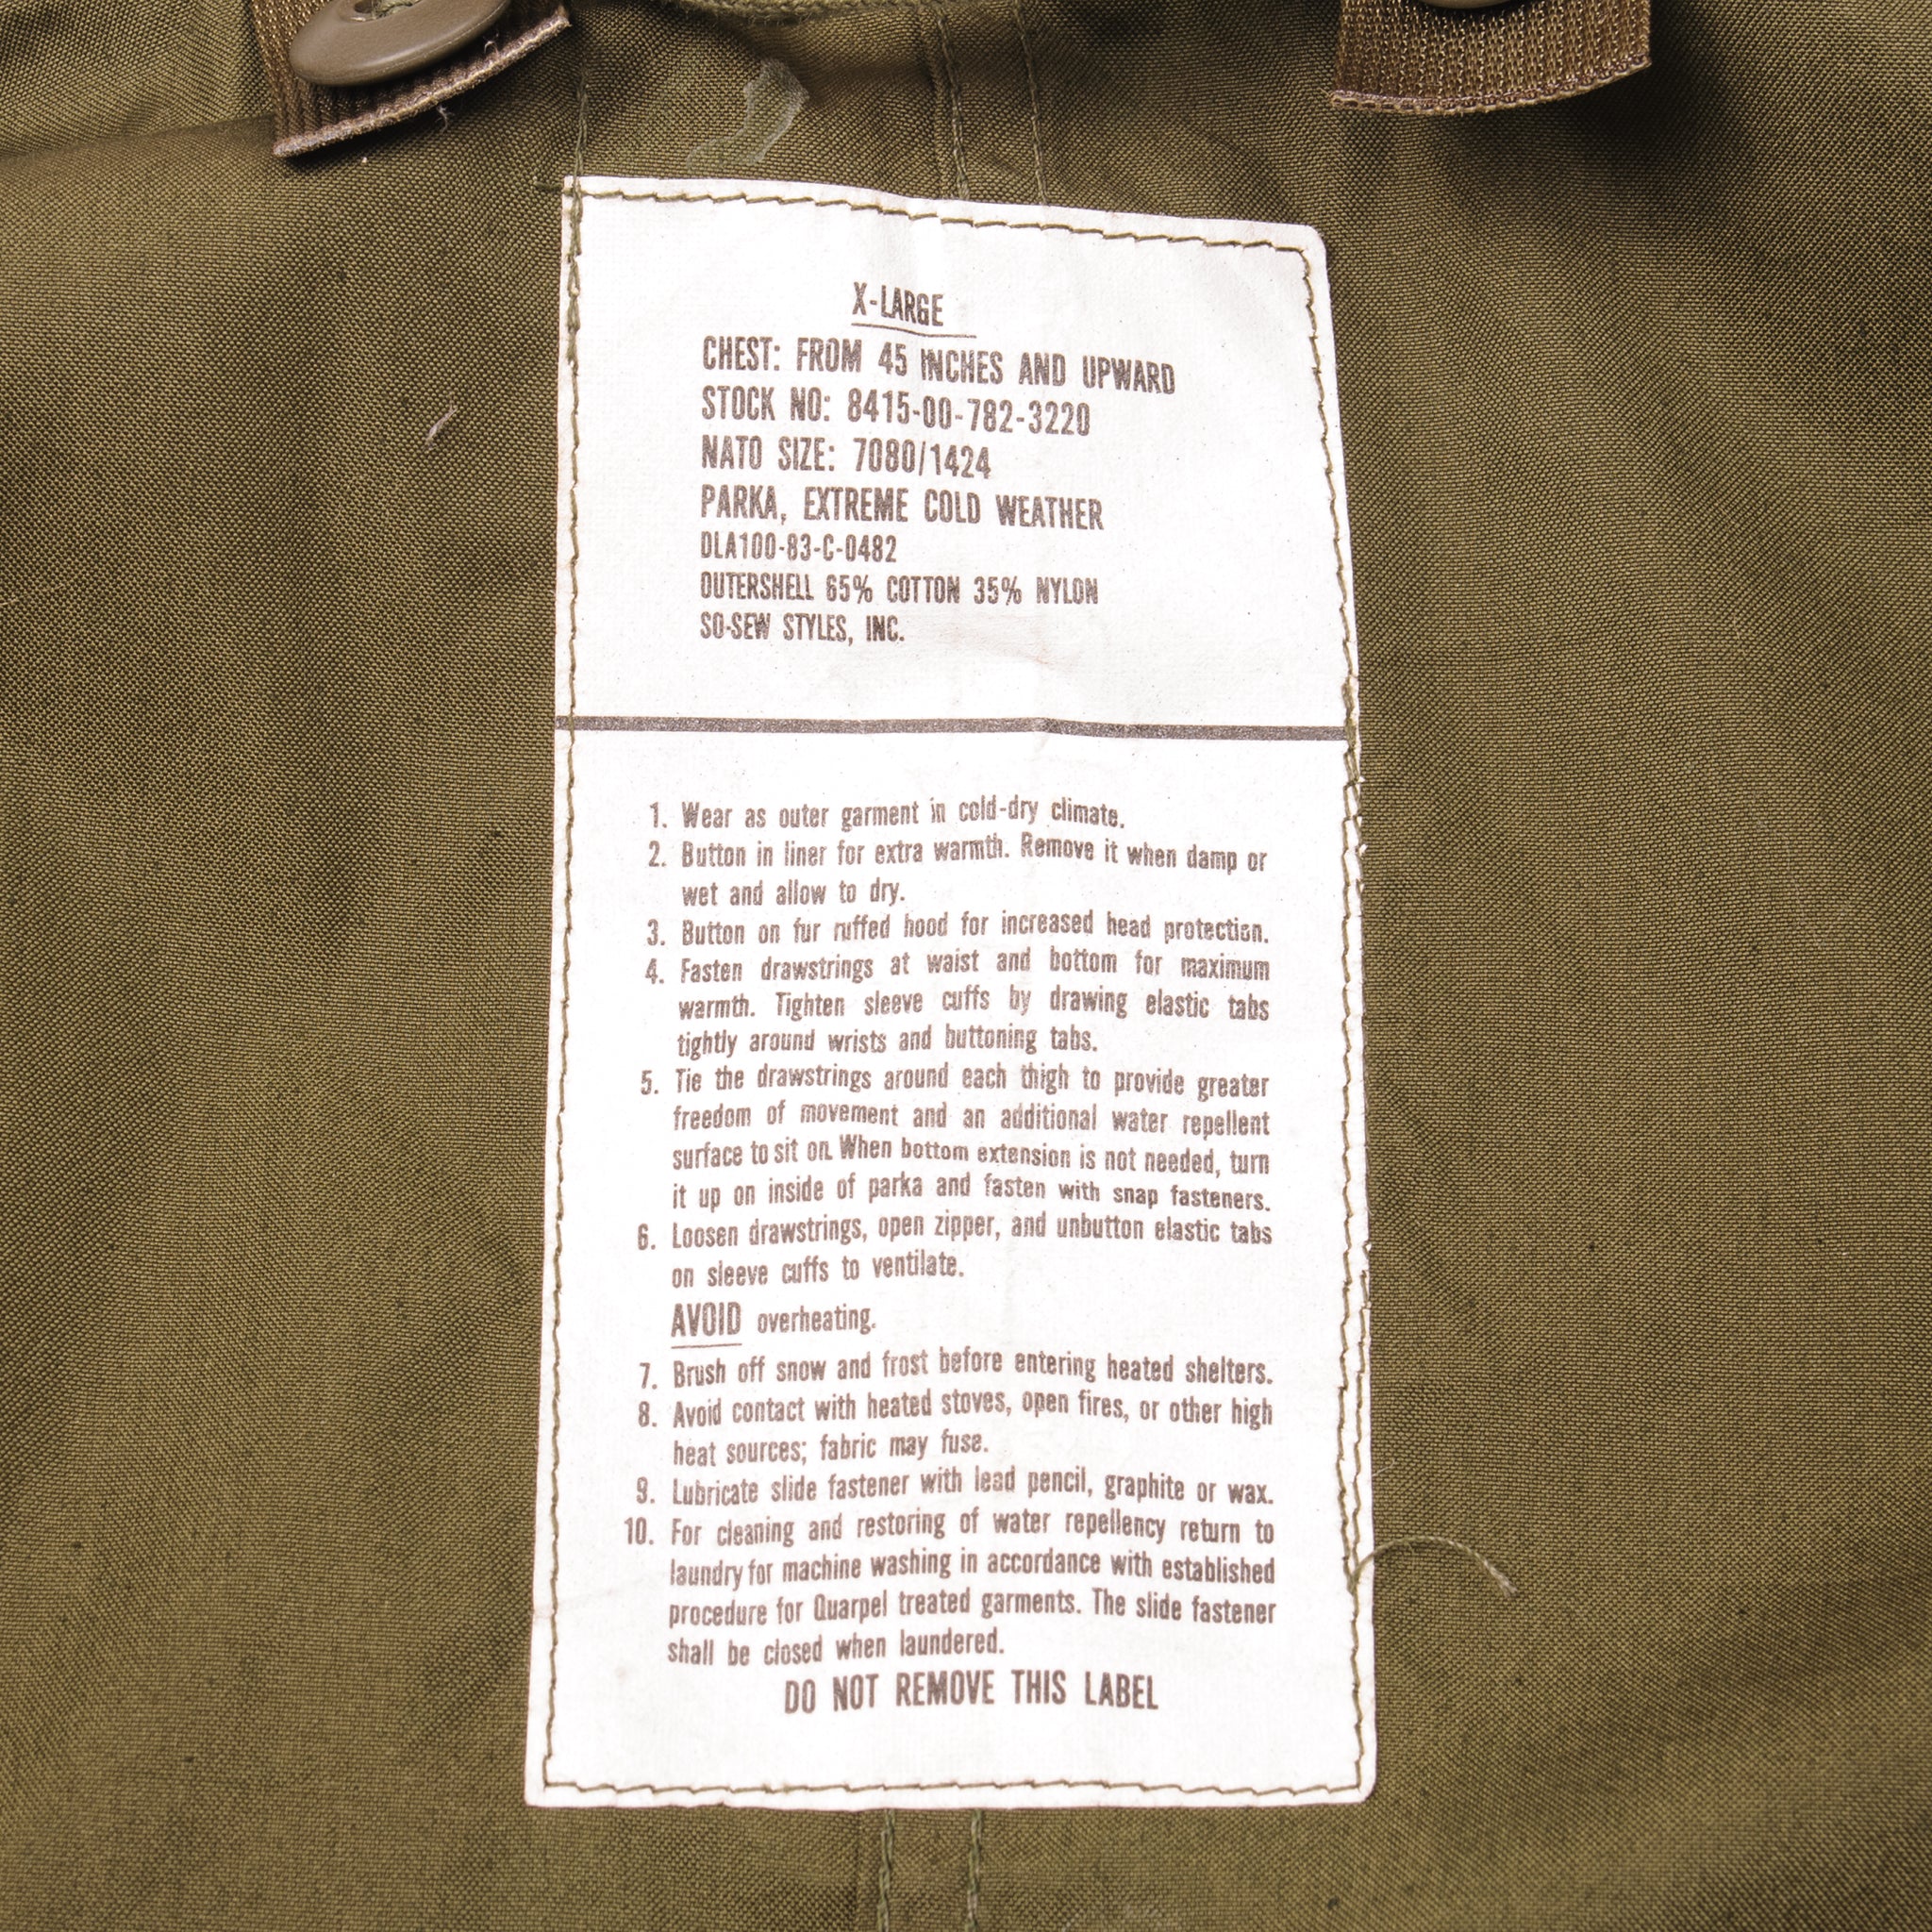 X-LARGE
CHEST: FROM 45 INCHES AND UPWARD
STOCK NO: 8415-00-782-3220
NATO SIZE: 7080/1424
PARKA, EXTREME COLD WEATHER
DLA100-83-C-0482
OUTERSHELL 65% COTTON 35% NYLON
SO-SEW STYLES, INC.
1. Wear as outer garment in cold-dry climate.
2. Button in liner for extra warmth. Remove it when damp or
wet and allow to dry.
3. Button on fur ruffed hood for increased head protection.
4. Fasten drawstrings at waist and bottom for maximum
warmth. Tighten sleeve cuffs by drawing elastic tabs
tightly around wrists and buttoning tabs.
5. Tie the drawstrings around each thigh to provide greater
freedom of movement and an additional water repellent
surface to sit on. When bottom extension is not needed, turn
it up on inside of parka and fasten with snap fasteners.
6. Loosen drawstrings, open zipper, and unbutton elastic tabs
on sleeve cuffs to ventilate.
AVOID overheating.
7. Brush off snow and frost before entering heated shelters.
8. Avoid contact with heated stoves, open fires, or other high
heat sources; fabric may fuse.
9. Lubricate slide fastener with lead pencil, graphite or wax.
10. For cleaning and restoring of water repellency return to
laundry for machine washing in accordance with established
procedure for Quarpel treated garments. The slide fastener
shall be closed when laundered.
DO NOT REMOVE THIS LABEL